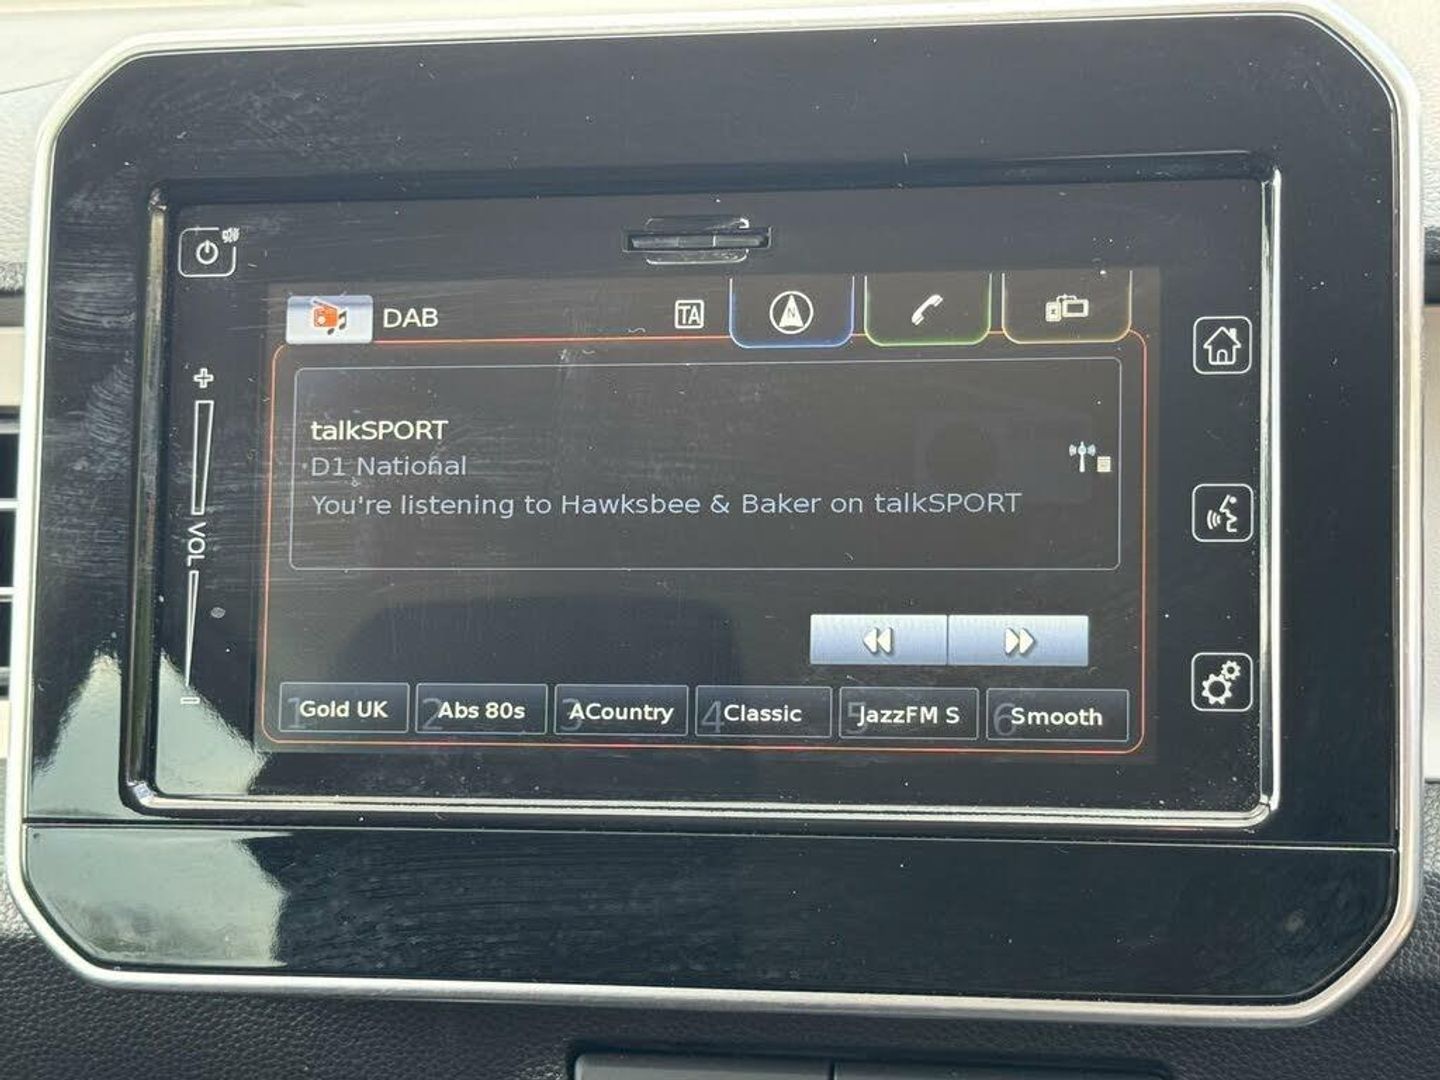 DAB
TA
N
talkSPORT
D1 National
You're listening to Hawksbee & Baker on talkSPORT
+
VOL
-
1 Gold UK
2 Abs 80s
3 ACountry
4 Classic
5 JazzFM S
6 Smooth